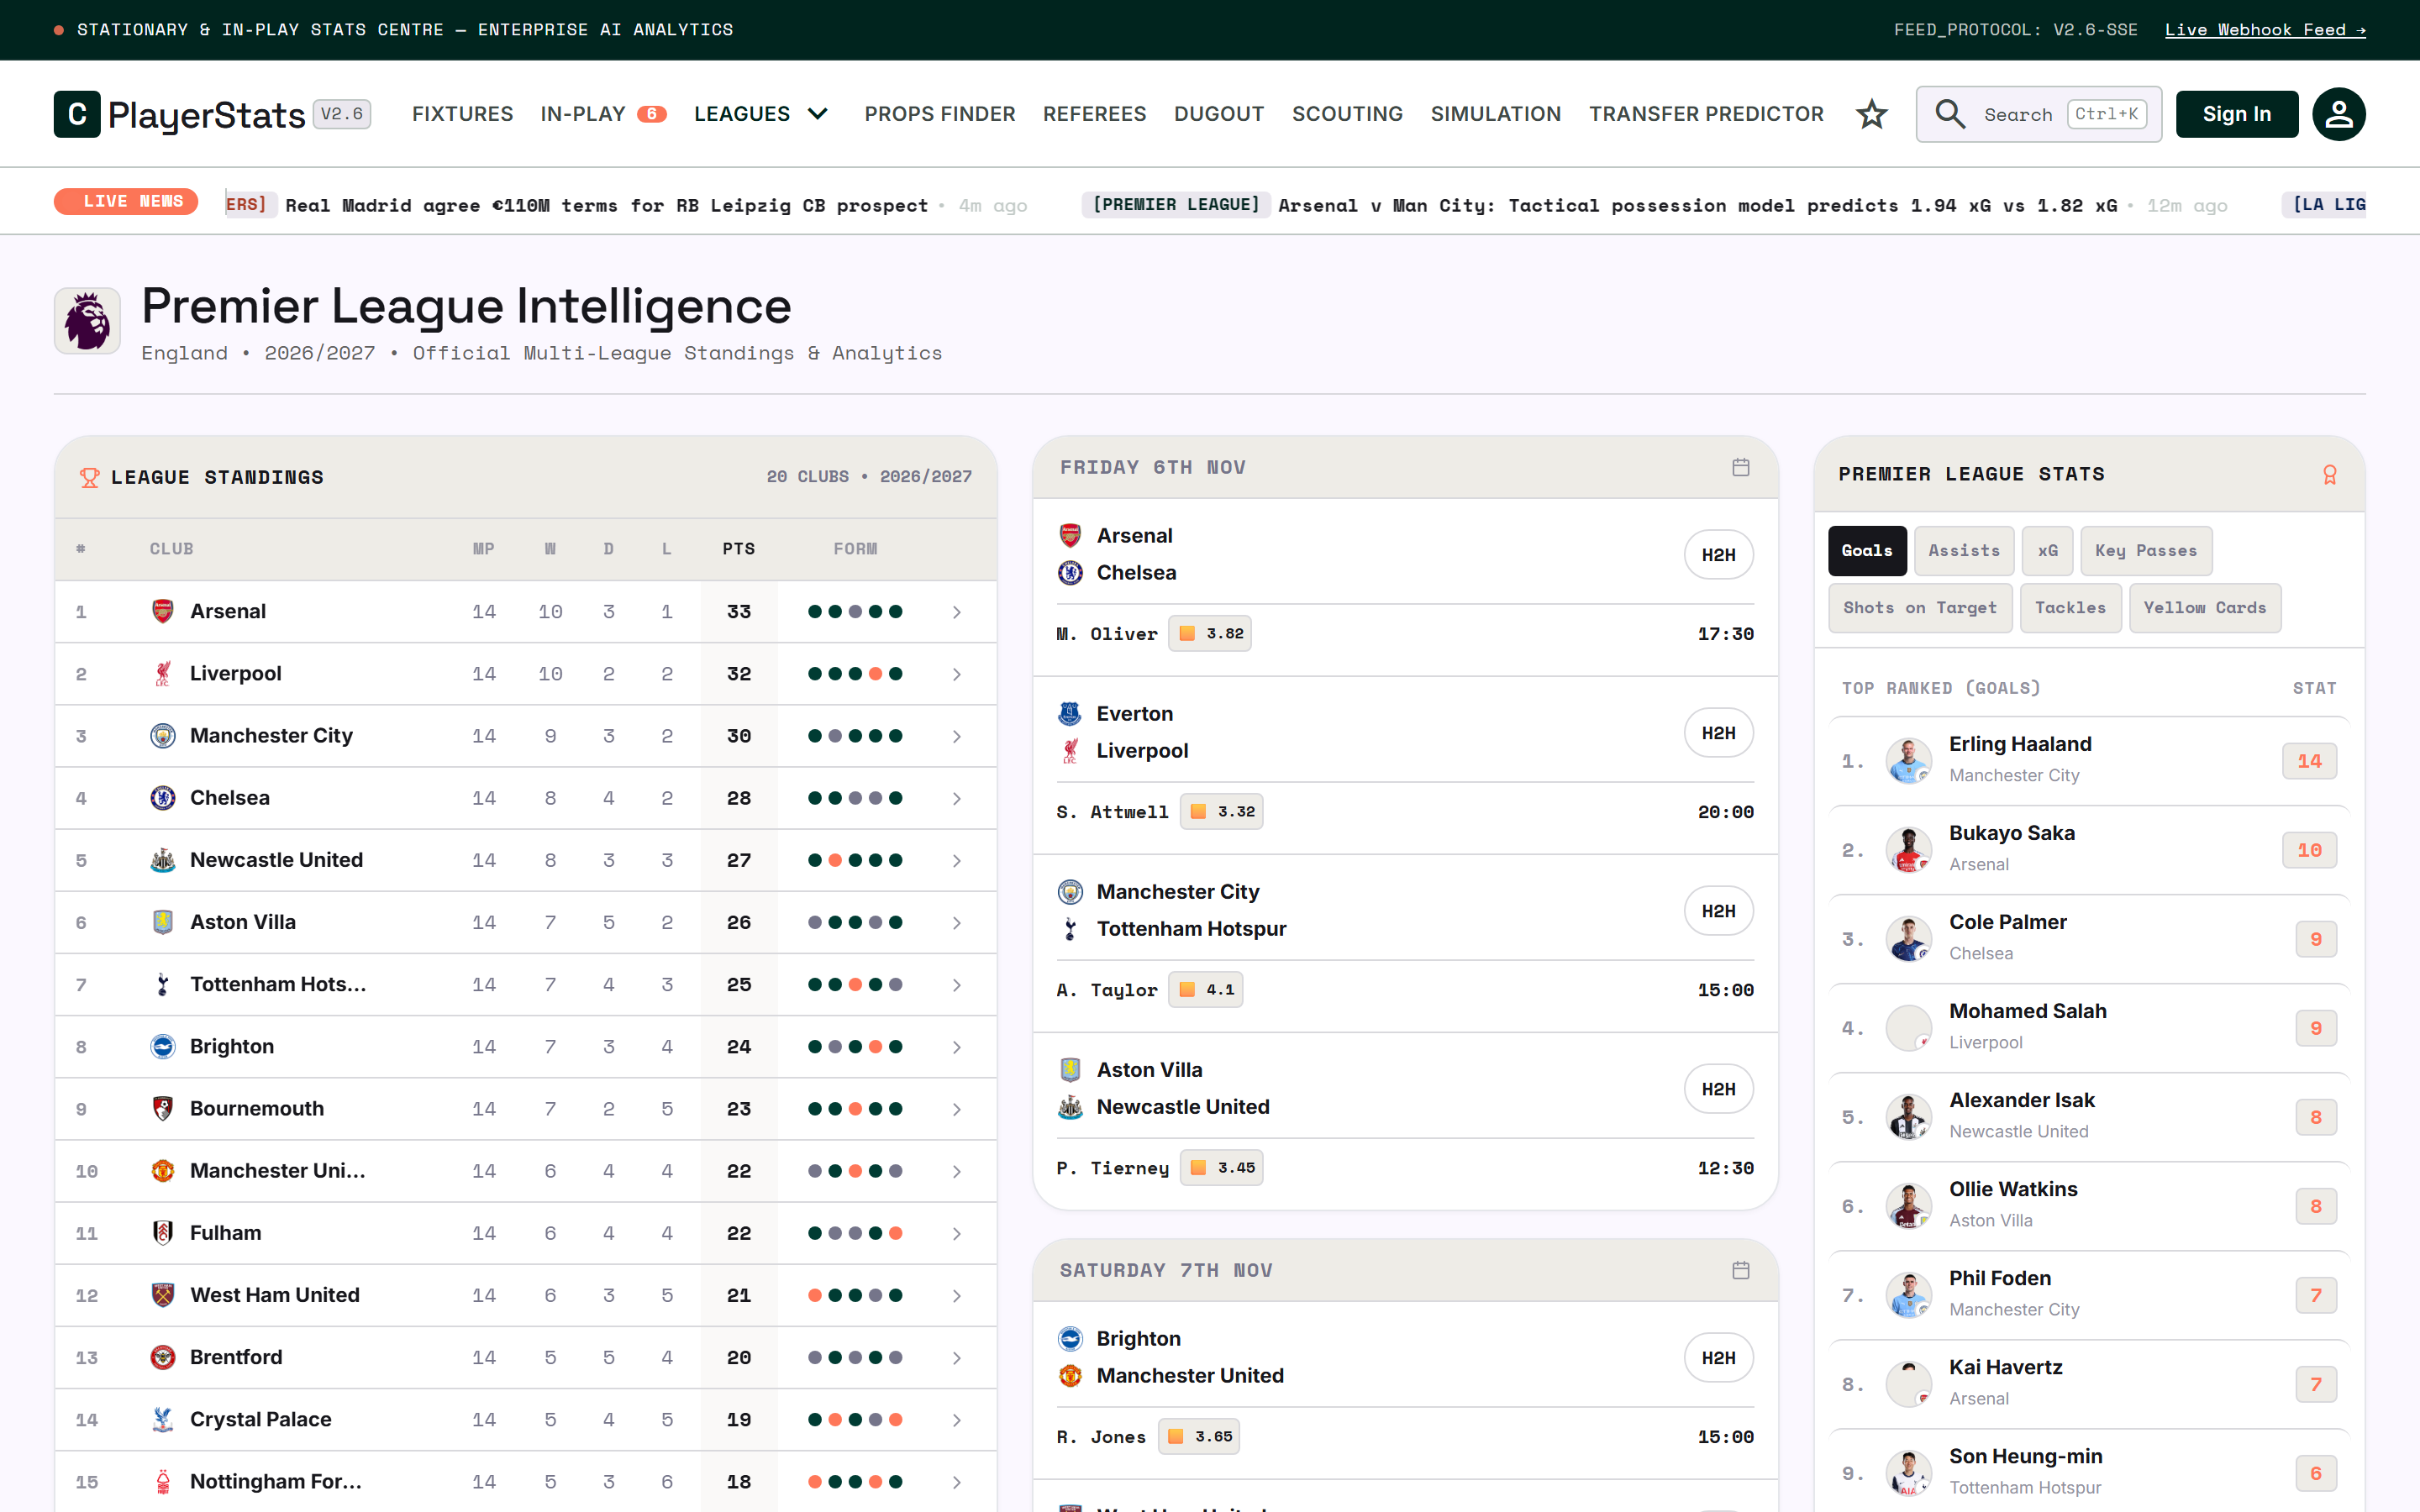 STATIONARY & IN-PLAY STATS CENTRE — ENTERPRISE AI ANALYTICS
FEED_PROTOCOL: V2.6-SSE Live Webhook Feed →
C PlayerStats V2.6 FIXTURES IN-PLAY 6 LEAGUES PROPS FINDER REFEREES DUGOUT SCOUTING SIMULATION TRANSFER PREDICTOR Search Ctrl+K Sign In
LIVE NEWS ERS] Real Madrid agree €110M terms for RB Leipzig CB prospect • 4m ago [PREMIER LEAGUE] Arsenal v Man City: Tactical possession model predicts 1.94 xG vs 1.82 xG • 12m ago [LA LIG
Premier League Intelligence
England • 2026/2027 • Official Multi-League Standings & Analytics
LEAGUE STANDINGS 20 CLUBS • 2026/2027
# CLUB MP W D L PTS FORM
1 Arsenal 14 10 3 1 33
2 Liverpool 14 10 2 2 32
3 Manchester City 14 9 3 2 30
4 Chelsea 14 8 4 2 28
5 Newcastle United 14 8 3 3 27
6 Aston Villa 14 7 5 2 26
7 Tottenham Hots... 14 7 4 3 25
8 Brighton 14 7 3 4 24
9 Bournemouth 14 7 2 5 23
10 Manchester Uni... 14 6 4 4 22
11 Fulham 14 6 4 4 22
12 West Ham United 14 6 3 5 21
13 Brentford 14 5 5 4 20
14 Crystal Palace 14 5 4 5 19
15 Nottingham For... 14 5 3 6 18
FRIDAY 6TH NOV
Arsenal
Chelsea
H2H
M. Oliver 3.82 17:30
Everton
Liverpool
H2H
S. Attwell 3.32 20:00
Manchester City
Tottenham Hotspur
H2H
A. Taylor 4.1 15:00
Aston Villa
Newcastle United
H2H
P. Tierney 3.45 12:30
SATURDAY 7TH NOV
Brighton
Manchester United
H2H
R. Jones 3.65 15:00
PREMIER LEAGUE STATS
Goals Assists xG Key Passes
Shots on Target Tackles Yellow Cards
TOP RANKED (GOALS) STAT
1. Erling Haaland 14
Manchester City
2. Bukayo Saka 10
Arsenal
3. Cole Palmer 9
Chelsea
4. Mohamed Salah 9
Liverpool
5. Alexander Isak 8
Newcastle United
6. Ollie Watkins 8
Aston Villa
7. Phil Foden 7
Manchester City
8. Kai Havertz 7
Arsenal
9. Son Heung-min 6
Tottenham Hotspur